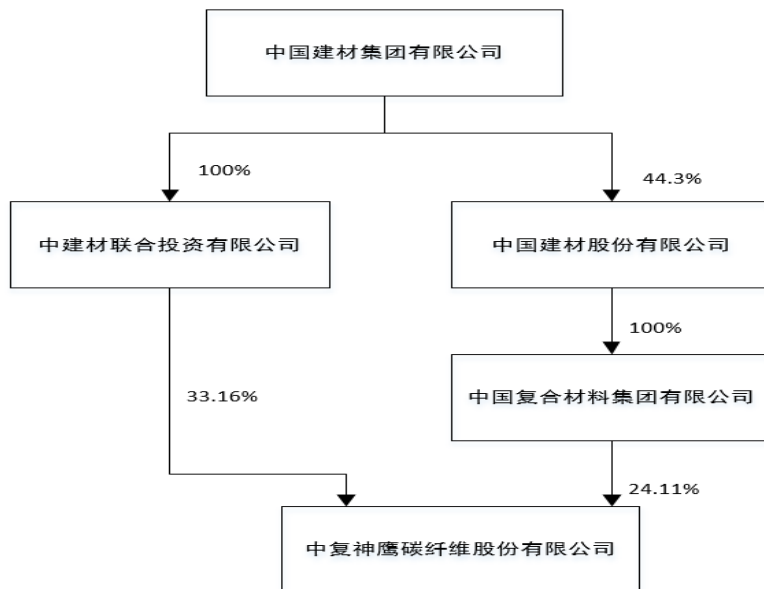 中国建材集团有限公司
100%
44.3%
中建材联合投资有限公司
中国建材股份有限公司
100%
33.16%
中国复合材料集团有限公司
24.11%
中复神鹰碳纤维股份有限公司